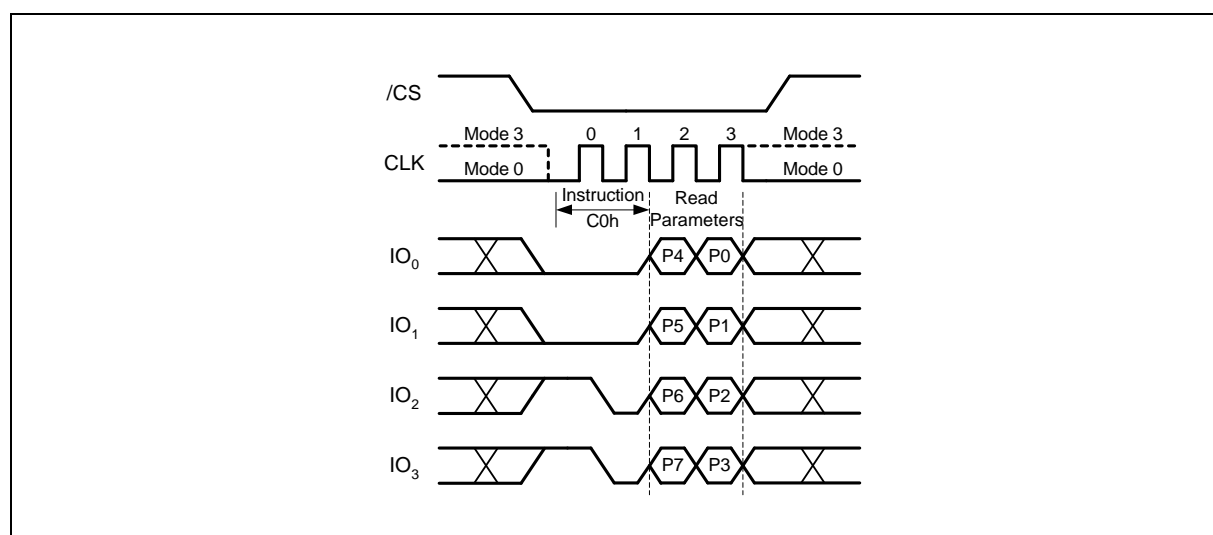 /CS
Mode 3 0 1 2 3 Mode 3
CLK
Mode 0 Mode 0
Instruction Read
C0h Parameters
IO0 P4 P0
IO1 P5 P1
IO2 P6 P2
IO3 P7 P3